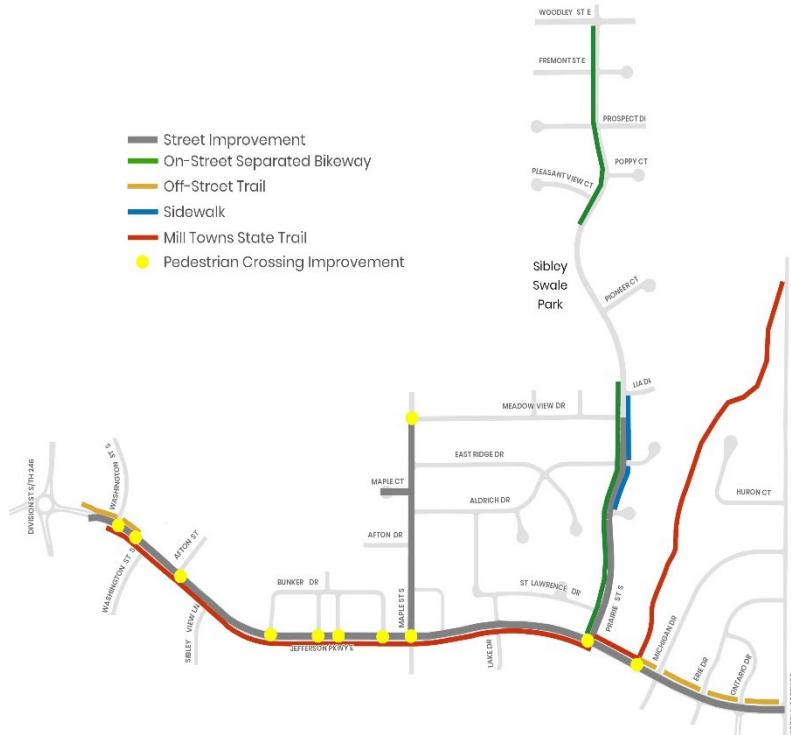 WOODLEY ST E
FREMONT ST E
PROSPECT DI
POPPY CT
PLEASANT VIEW CT
Street Improvement
On-Street Separated Bikeway
Off-Street Trail
Sidewalk
Mill Towns State Trail
Pedestrian Crossing Improvement
Sibley
Swale
Park
PIONEER CT
LIA DI
MEADOW VIEW DR
EAST RIDGE DR
MAPLE CT
ALDRICH DR
HURON CT
DIVISION ST S/TH 246
WASHINGTON
ST S
AFTON ST
AFTON DR
WASHINGTON ST S
BUNKER DR
ST LAWRENCE DR
MAPLE ST S
PRAIRIE ST S
SIBLEY VIEW LN
JEFFERSON PKWY E
LAKE DR
MICHIGAN DR
ERIE DR
ONTARIO DR